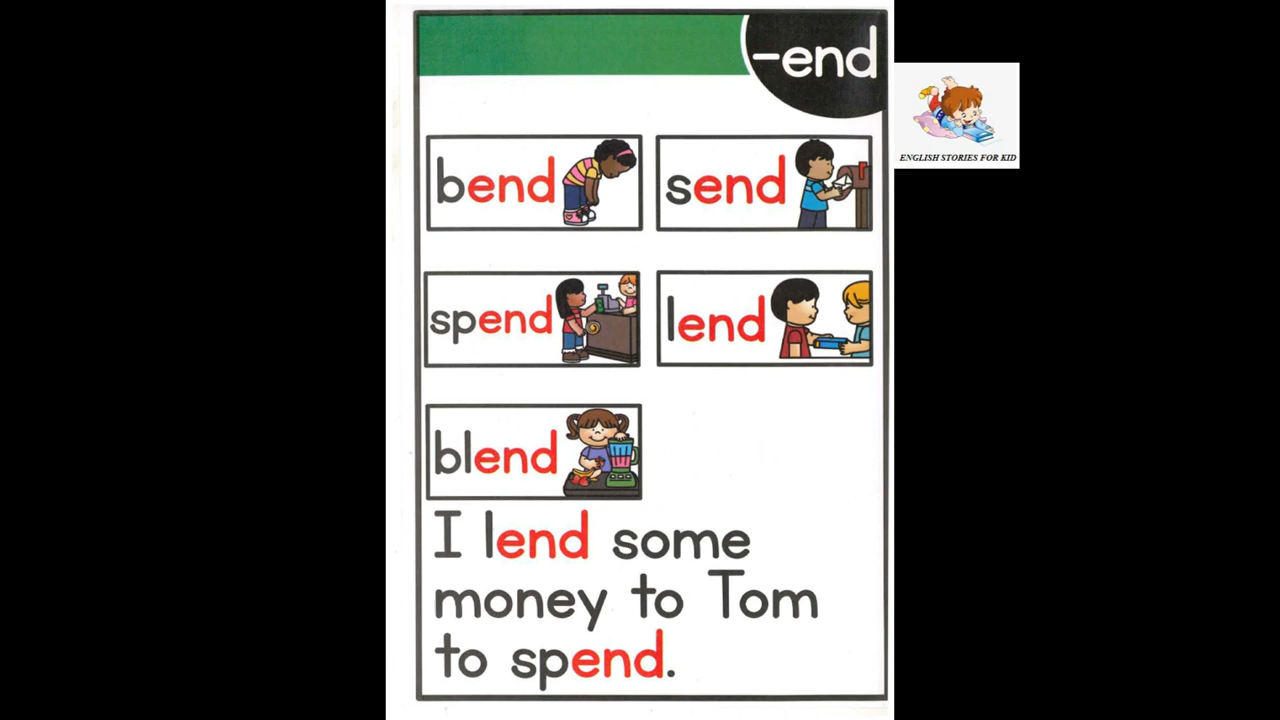 -end
ENGLISH STORIES FOR KID
bend
send
spend
lend
blend
I lend some
money to Tom
to spend.